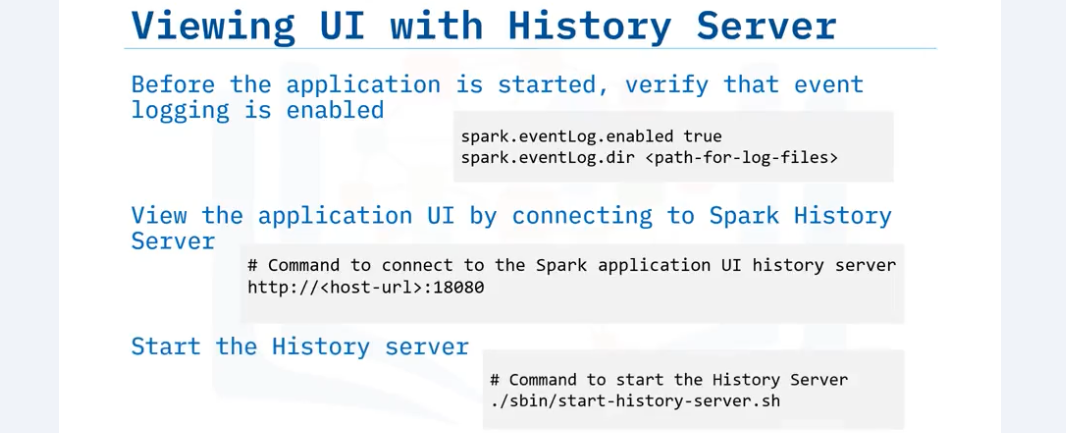 Viewing UI with History Server
Before the application is started, verify that event
logging is enabled
spark.eventLog.enabled true
spark.eventLog.dir <path-for-log-files>
View the application UI by connecting to Spark History
Server
# Command to connect to the Spark application UI history server
http://<host-url>:18080
Start the History server
# Command to start the History Server
./sbin/start-history-server.sh